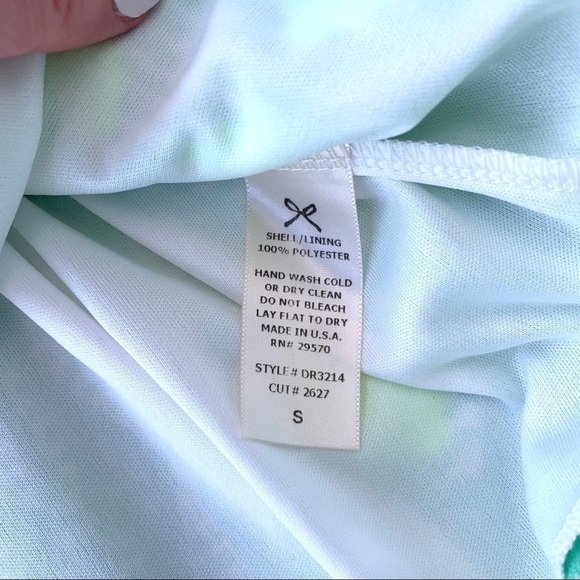 SHELL/LINING
100% POLYESTER
HAND WASH COLD
OR DRY CLEAN
DO NOT BLEACH
LAY FLAT TO DRY
MADE IN U.S.A.
RN# 29570
STYLE# DR3214
CUT# 2627
S